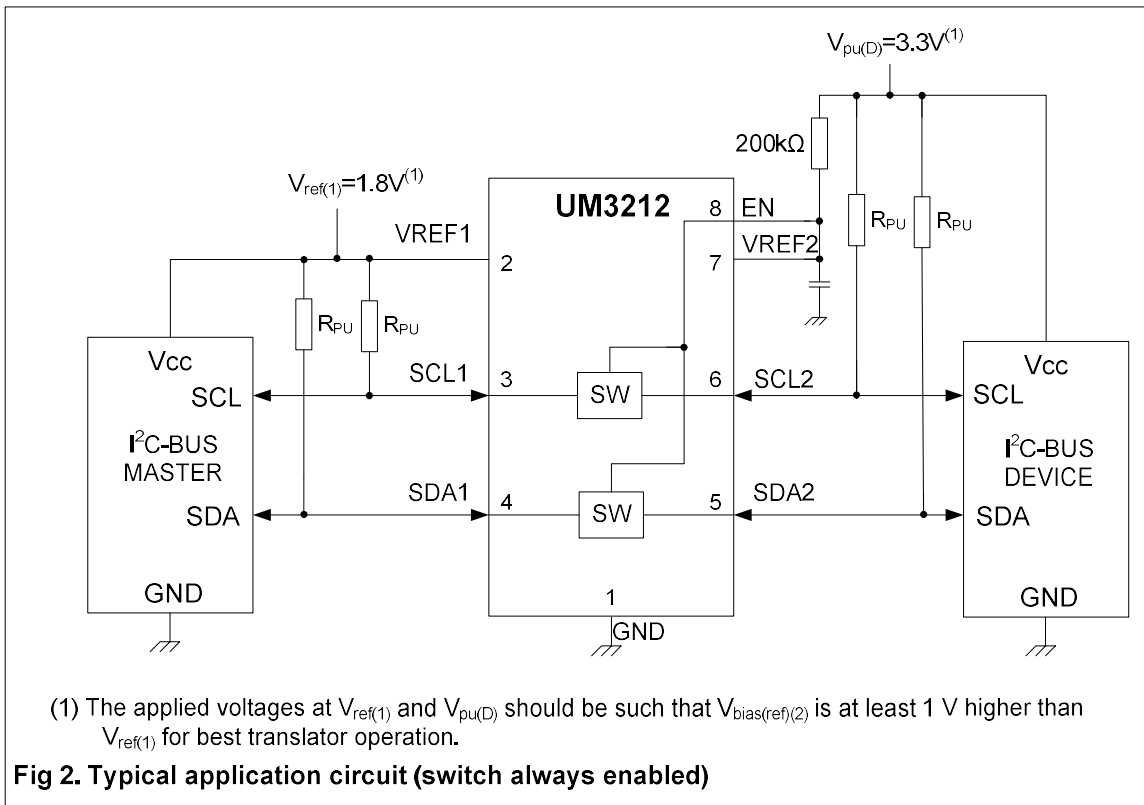 V_pu(D)=3.3V(1)
200kΩ
V_ref(1)=1.8V(1)
UM3212
8 EN
VREF1
VREF2
2
7
R_PU
R_PU
R_PU
R_PU
Vcc
Vcc
SCL
SCL1
3
SW
6
SCL2
SCL
I²C-BUS
MASTER
I²C-BUS
DEVICE
SDA
SDA1
4
SW
5
SDA2
SDA
GND
1
GND
GND
(1) The applied voltages at V_ref(1) and V_pu(D) should be such that V_bias(ref)(2) is at least 1 V higher than
V_ref(1) for best translator operation.
Fig 2. Typical application circuit (switch always enabled)